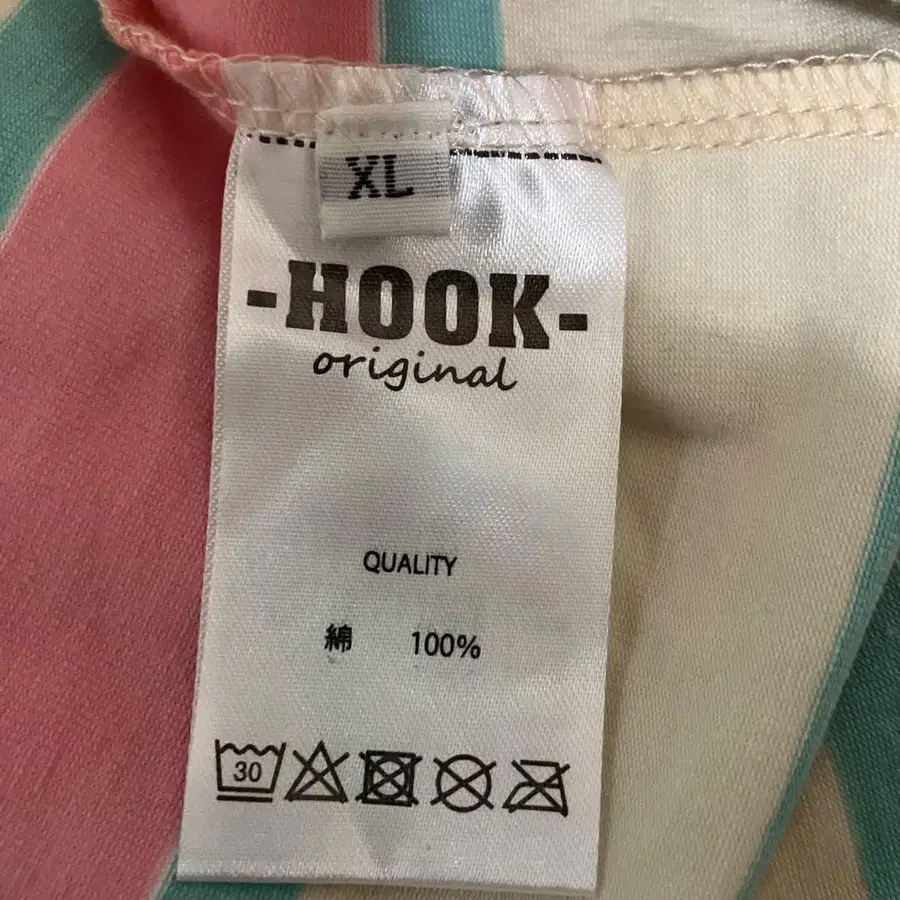 XL
-HOOK-
original
QUALITY
綿 100%
30